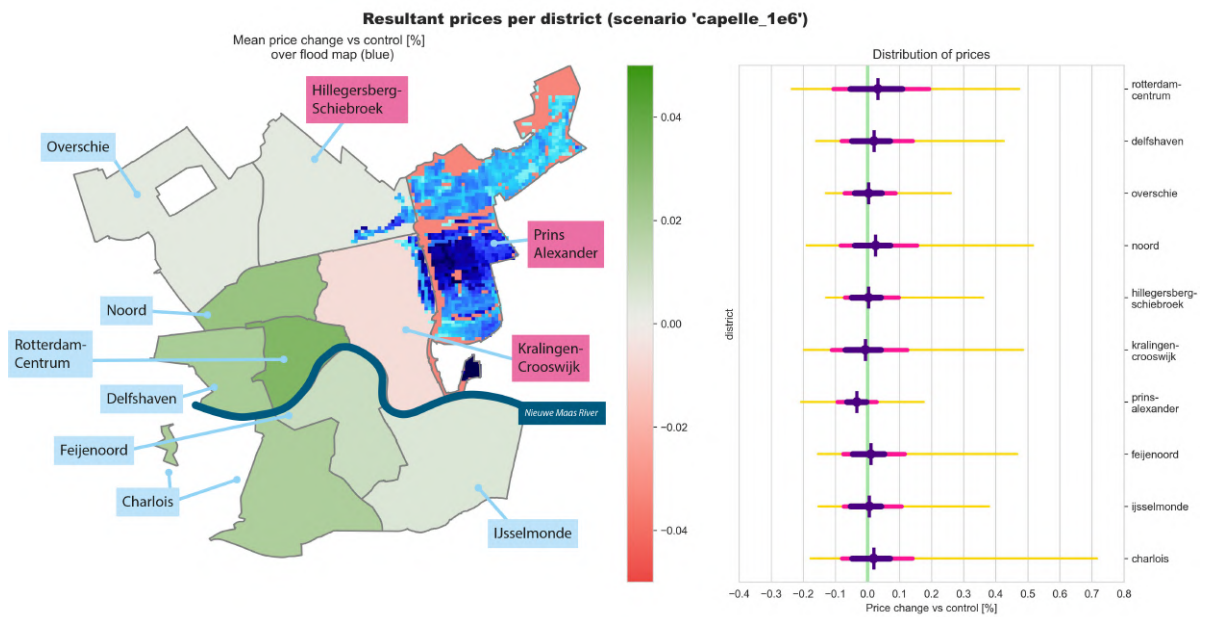 Resultant prices per district (scenario 'capelle_1e6')
Mean price change vs control [%]
over flood map (blue)
Hillegersberg-
Schiebroek
Overschie
Prins
Alexander
Noord
Rotterdam-
Centrum
Kralingen-
Crooswijk
Delfshaven
Nieuwe Maas River
Feijenoord
Charlois
IJsselmonde
0.04
0.02
0.00
−0.02
−0.04
Distribution of prices
rotterdam-
centrum
delfshaven
overschie
noord
hillegersberg-
schiebroek
kralingen-
crooswijk
prins-
alexander
feijenoord
ijsselmonde
charlois
district
−0.4 −0.3 −0.2 −0.1 0.0 0.1 0.2 0.3 0.4 0.5 0.6 0.7 0.8
Price change vs control [%]